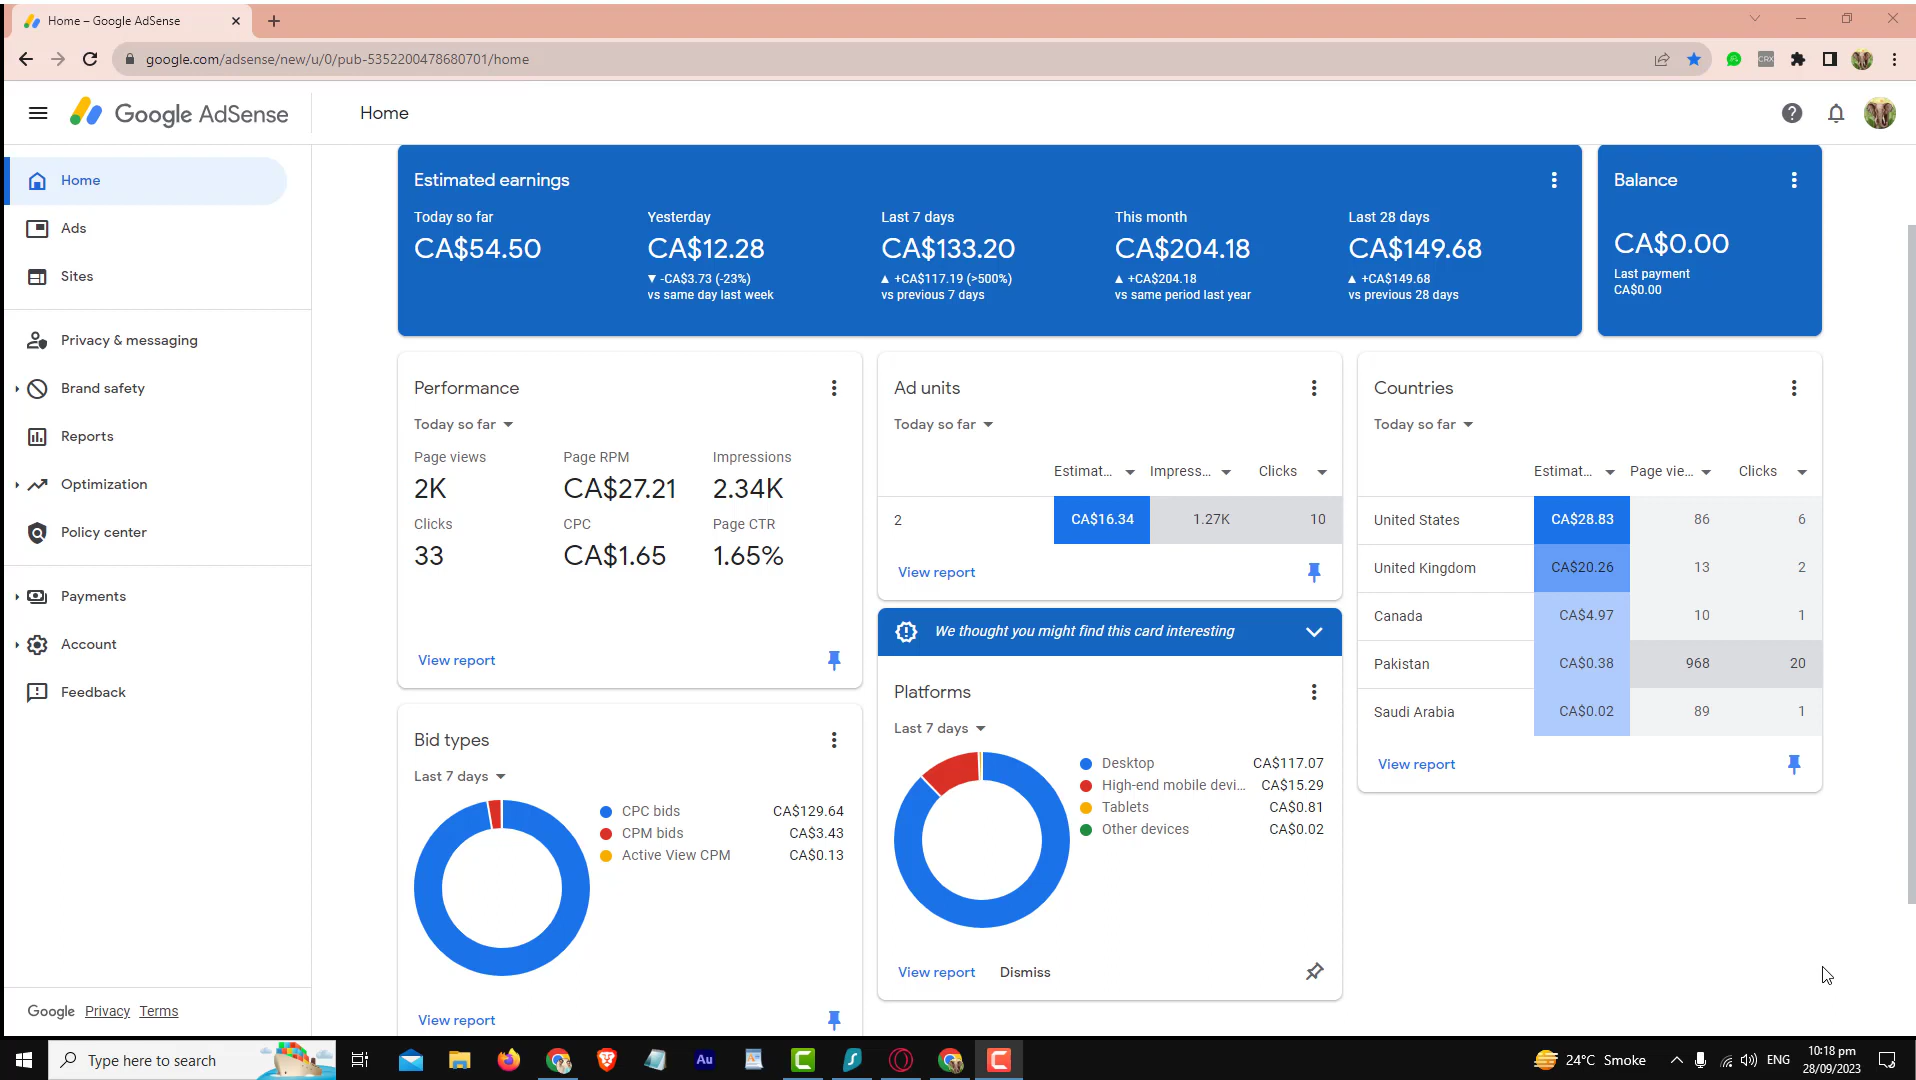 Home – Google AdSense
google.com/adsense/new/u/0/pub-5352200478680701/home
Google AdSense
Home
Home
Ads
Sites
Privacy & messaging
Brand safety
Reports
Optimization
Policy center
Payments
Account
Feedback
Google Privacy Terms
Estimated earnings
Today so far
CA$54.50
Yesterday
CA$12.28
▼ -CA$3.73 (-23%)
vs same day last week
Last 7 days
CA$133.20
▲ +CA$117.19 (>500%)
vs previous 7 days
This month
CA$204.18
▲ +CA$204.18
vs same period last year
Last 28 days
CA$149.68
▲ +CA$149.68
vs previous 28 days
Balance
CA$0.00
Last payment
CA$0.00
Performance
Today so far
Page views Page RPM Impressions
2K CA$27.21 2.34K
Clicks CPC Page CTR
33 CA$1.65 1.65%
View report
Bid types
Last 7 days
CPC bids CA$129.64
CPM bids CA$3.43
Active View CPM CA$0.13
View report
Ad units
Today so far
Estimat... Impress... Clicks
2 CA$16.34 1.27K 10
View report
We thought you might find this card interesting
Platforms
Last 7 days
Desktop CA$117.07
High-end mobile devi... CA$15.29
Tablets CA$0.81
Other devices CA$0.02
View report Dismiss
Countries
Today so far
Estimat... Page vie... Clicks
United States CA$28.83 86 6
United Kingdom CA$20.26 13 2
Canada CA$4.97 10 1
Pakistan CA$0.38 968 20
Saudi Arabia CA$0.02 89 1
View report
Type here to search
Au
24°C Smoke
ENG
10:18 pm
28/09/2023